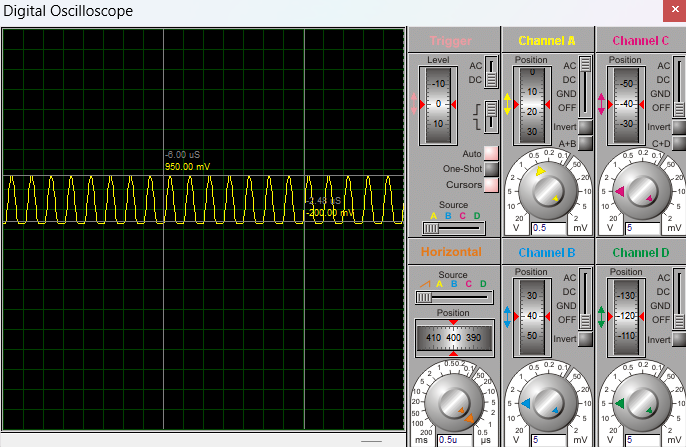 Digital Oscilloscope
-6.00 uS
950.00 mV
-200.00 mV
Trigger
Level
-10
0
10
AC
DC
Auto
One-Shot
Cursors
Source
A B C D
Channel A
Position
0
10
20
30
AC
DC
GND
OFF
Invert
A+B
20 10 5 2 1 0.5 0.2 0.1 50 20 10 5 2
V 0.5 mV
Channel C
Position
-50
-40
-30
AC
DC
GND
OFF
Invert
C+D
20 10 5 2 1 0.5 0.2 0.1 50 20 10 5 2
V 5 mV
Horizontal
Source
A B C D
Position
410 400 390
200 100 50 20 10 5 2 1 0.5 0.2 0.1 50 20 10 5 2 1 0.5
ms 0.5u µs
Channel B
Position
30
40
50
AC
DC
GND
OFF
Invert
20 10 5 2 1 0.5 0.2 0.1 50 20 10 5 2
V 5 mV
Channel D
Position
-130
-120
-110
AC
DC
GND
OFF
Invert
20 10 5 2 1 0.5 0.2 0.1 50 20 10 5 2
V 5 mV